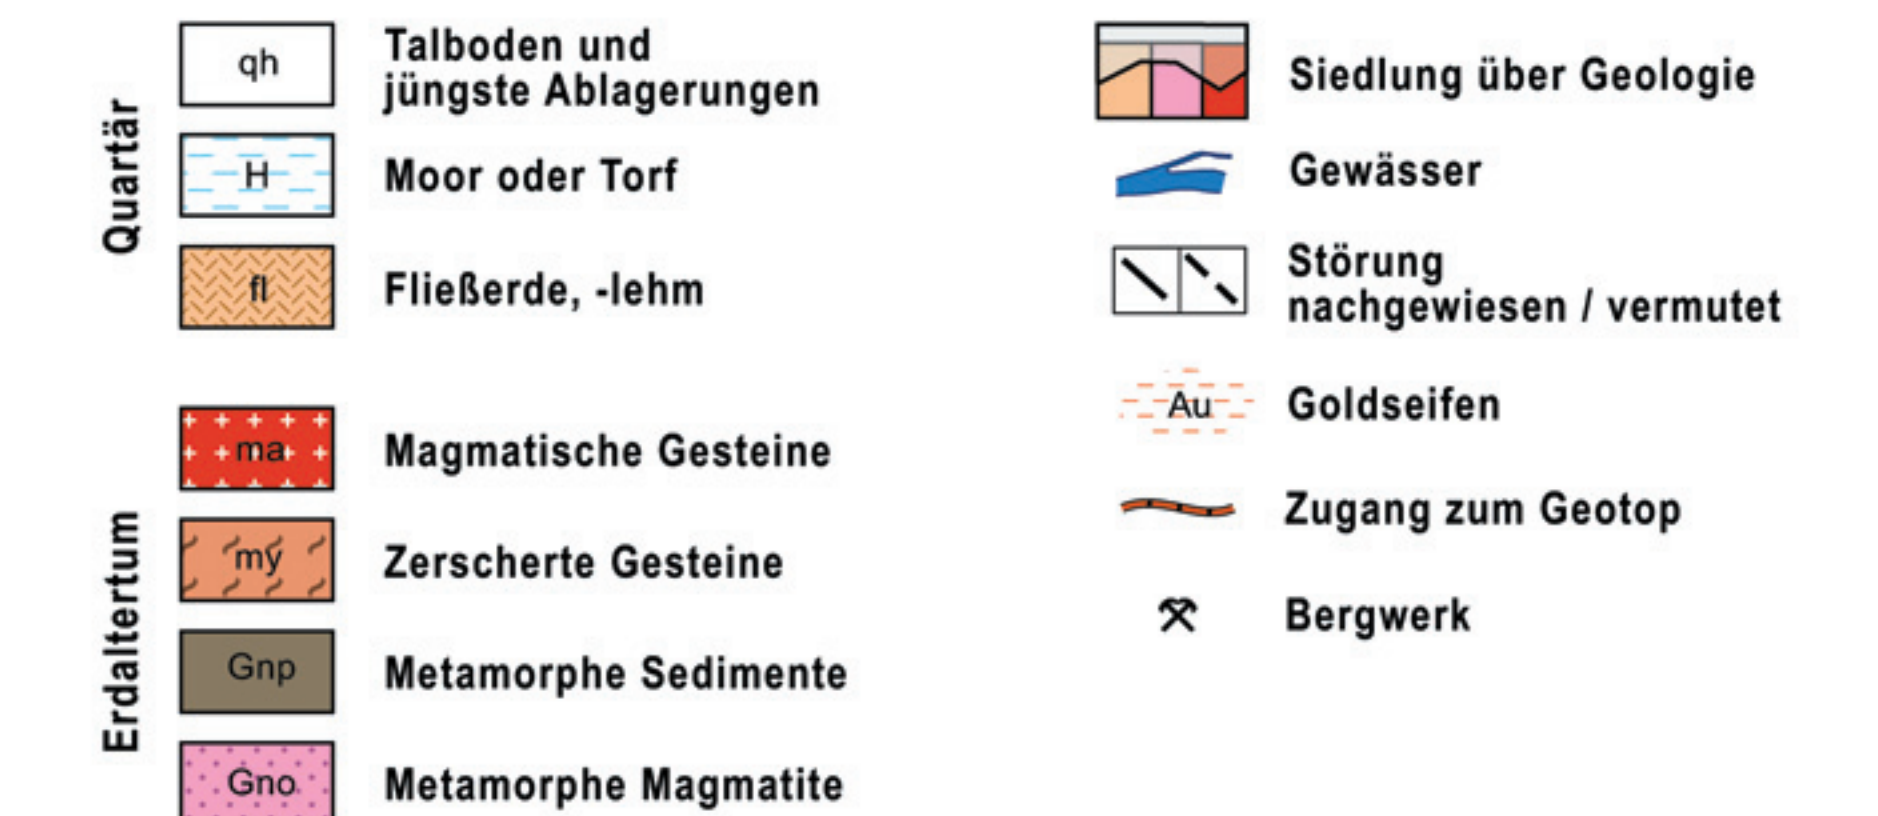 Quartär
qh
Talboden und
jüngste Ablagerungen
H
Moor oder Torf
fl
Fließerde, -lehm
Erdaltertum
ma
Magmatische Gesteine
my
Zerscherte Gesteine
Gnp
Metamorphe Sedimente
Gno
Metamorphe Magmatite
Siedlung über Geologie
Gewässer
Störung
nachgewiesen / vermutet
Au
Goldseifen
Zugang zum Geotop
Bergwerk